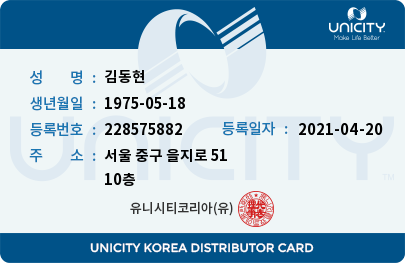 UNICITY
Make Life Better
성 명 : 김동현
생년월일 : 1975-05-18
등록번호 : 228575882 등록일자 : 2021-04-20
주 소 : 서울 중구 을지로 51
10층
UNICITY TM
유니시티코리아(유)
UNICITY KOREA DISTRIBUTOR CARD